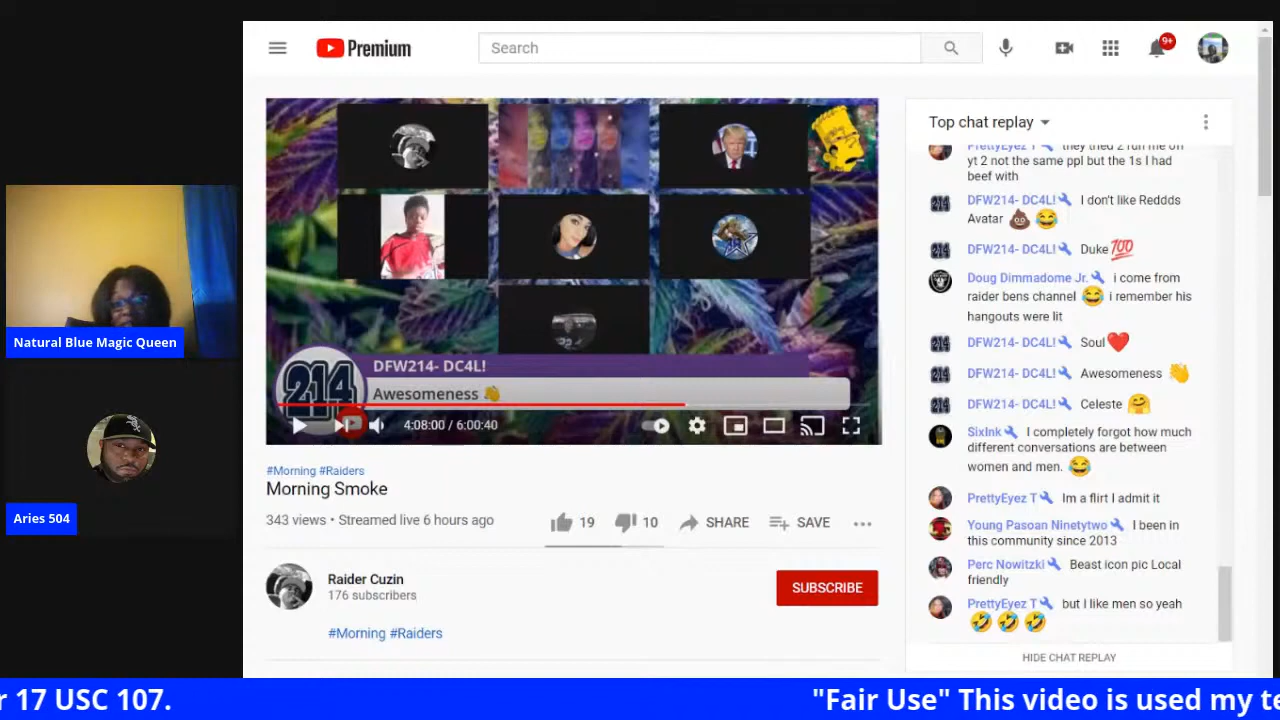 Premium
Search
9+
Natural Blue Magic Queen
Aries 504
214
DFW214- DC4L!
Awesomeness 👋
4:08:00 / 6:00:40
#Morning #Raiders
Morning Smoke
343 views • Streamed live 6 hours ago
19
10
SHARE
SAVE
Raider Cuzin
176 subscribers
SUBSCRIBE
#Morning #Raiders
Top chat replay
PrettyEyez T they tried 2 run me off
yt 2 not the same ppl but the 1s I had
beef with
DFW214- DC4L! I don't like Reddds
Avatar 💩 😂
DFW214- DC4L! Duke 💯
Doug Dimmadome Jr. i come from
raider bens channel 😂 i remember his
hangouts were lit
DFW214- DC4L! Soul ❤️
DFW214- DC4L! Awesomeness 👋
DFW214- DC4L! Celeste 🤗
SixInk I completely forgot how much
different conversations are between
women and men. 😂
PrettyEyez T Im a flirt I admit it
Young Pasoan Ninetytwo I been in
this community since 2013
Perc Nowitzki Beast icon pic Local
friendly
PrettyEyez T but I like men so yeah
🤣 🤣 🤣
HIDE CHAT REPLAY
r 17 USC 107. "Fair Use" This video is used my te